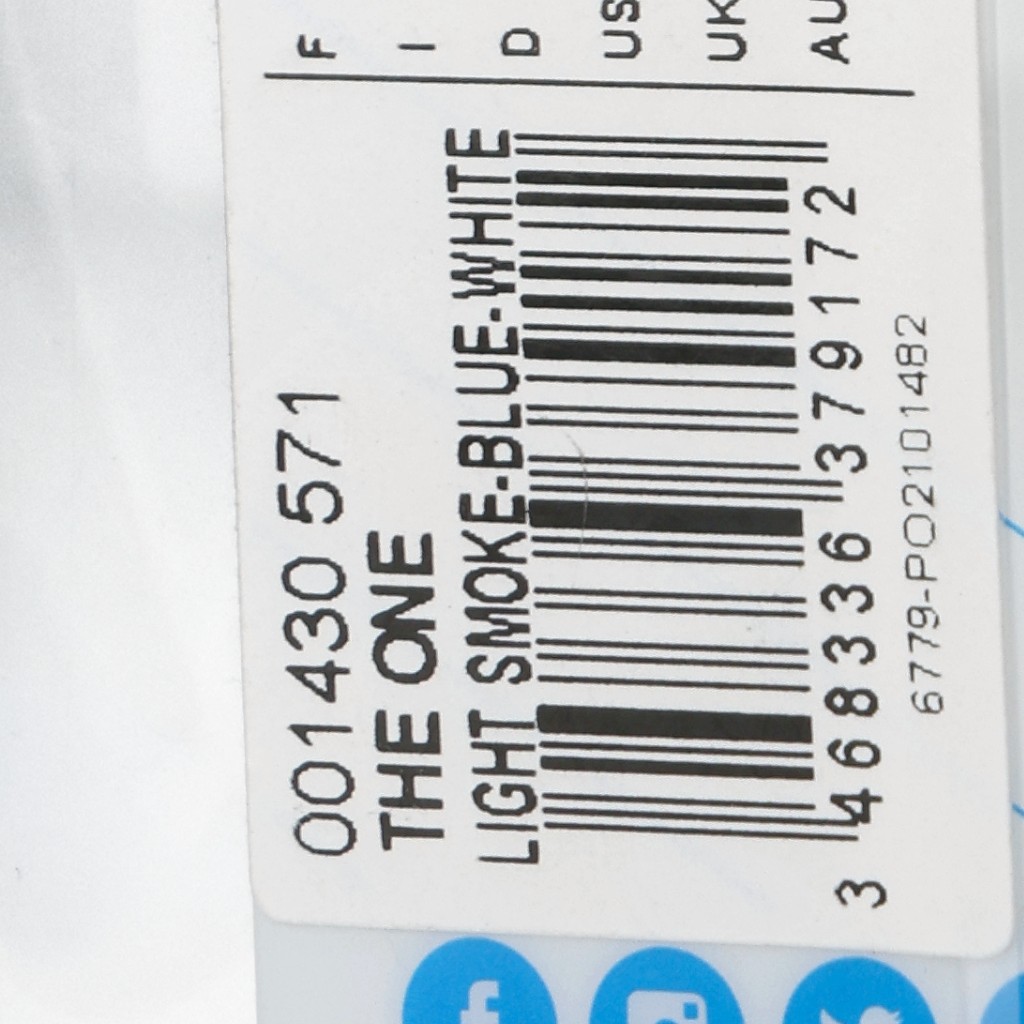 001430 571
THE ONE
LIGHT SMOKE-BLUE-WHITE
3 468336 379172
6779-PO2101482
F
I
D
US
UK
AU